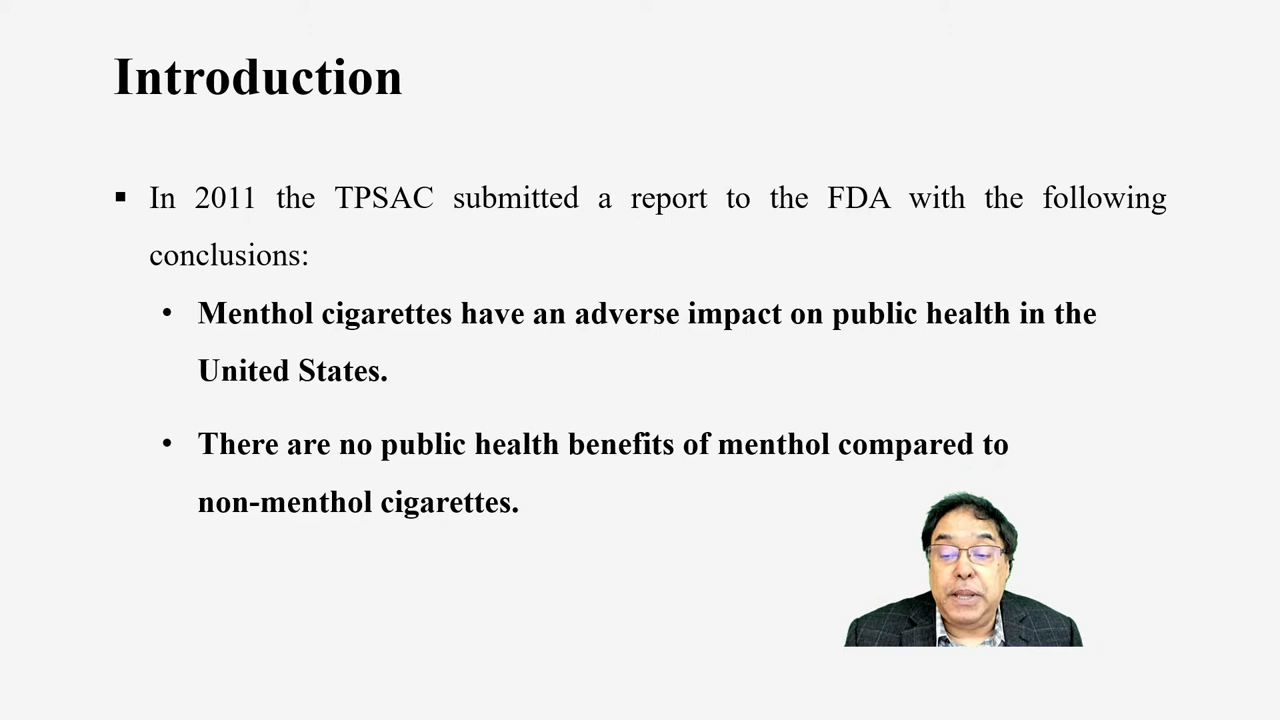 Introduction
▪ In 2011 the TPSAC submitted a report to the FDA with the following
conclusions:
• Menthol cigarettes have an adverse impact on public health in the
United States.
• There are no public health benefits of menthol compared to
non-menthol cigarettes.